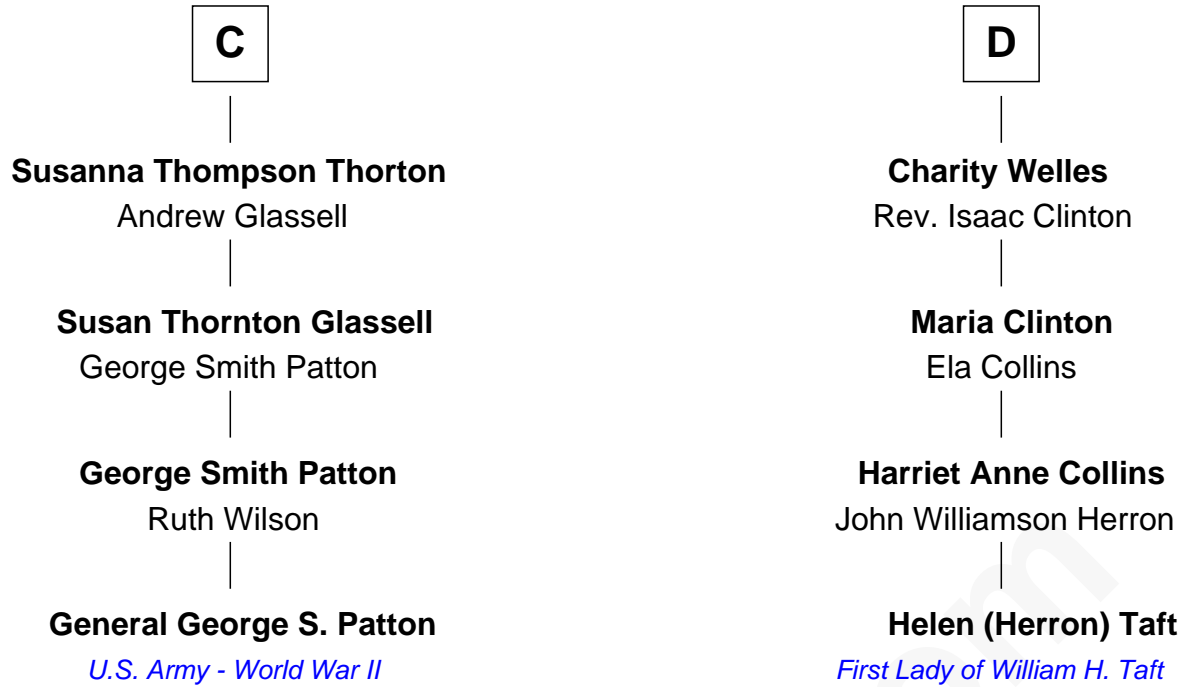 C
Susanna Thompson Thorton
Andrew Glassell
Susan Thornton Glassell
George Smith Patton
George Smith Patton
Ruth Wilson
General George S. Patton
U.S. Army - World War II
D
Charity Welles
Rev. Isaac Clinton
Maria Clinton
Ela Collins
Harriet Anne Collins
John Williamson Herron
Helen (Herron) Taft
First Lady of William H. Taft
om